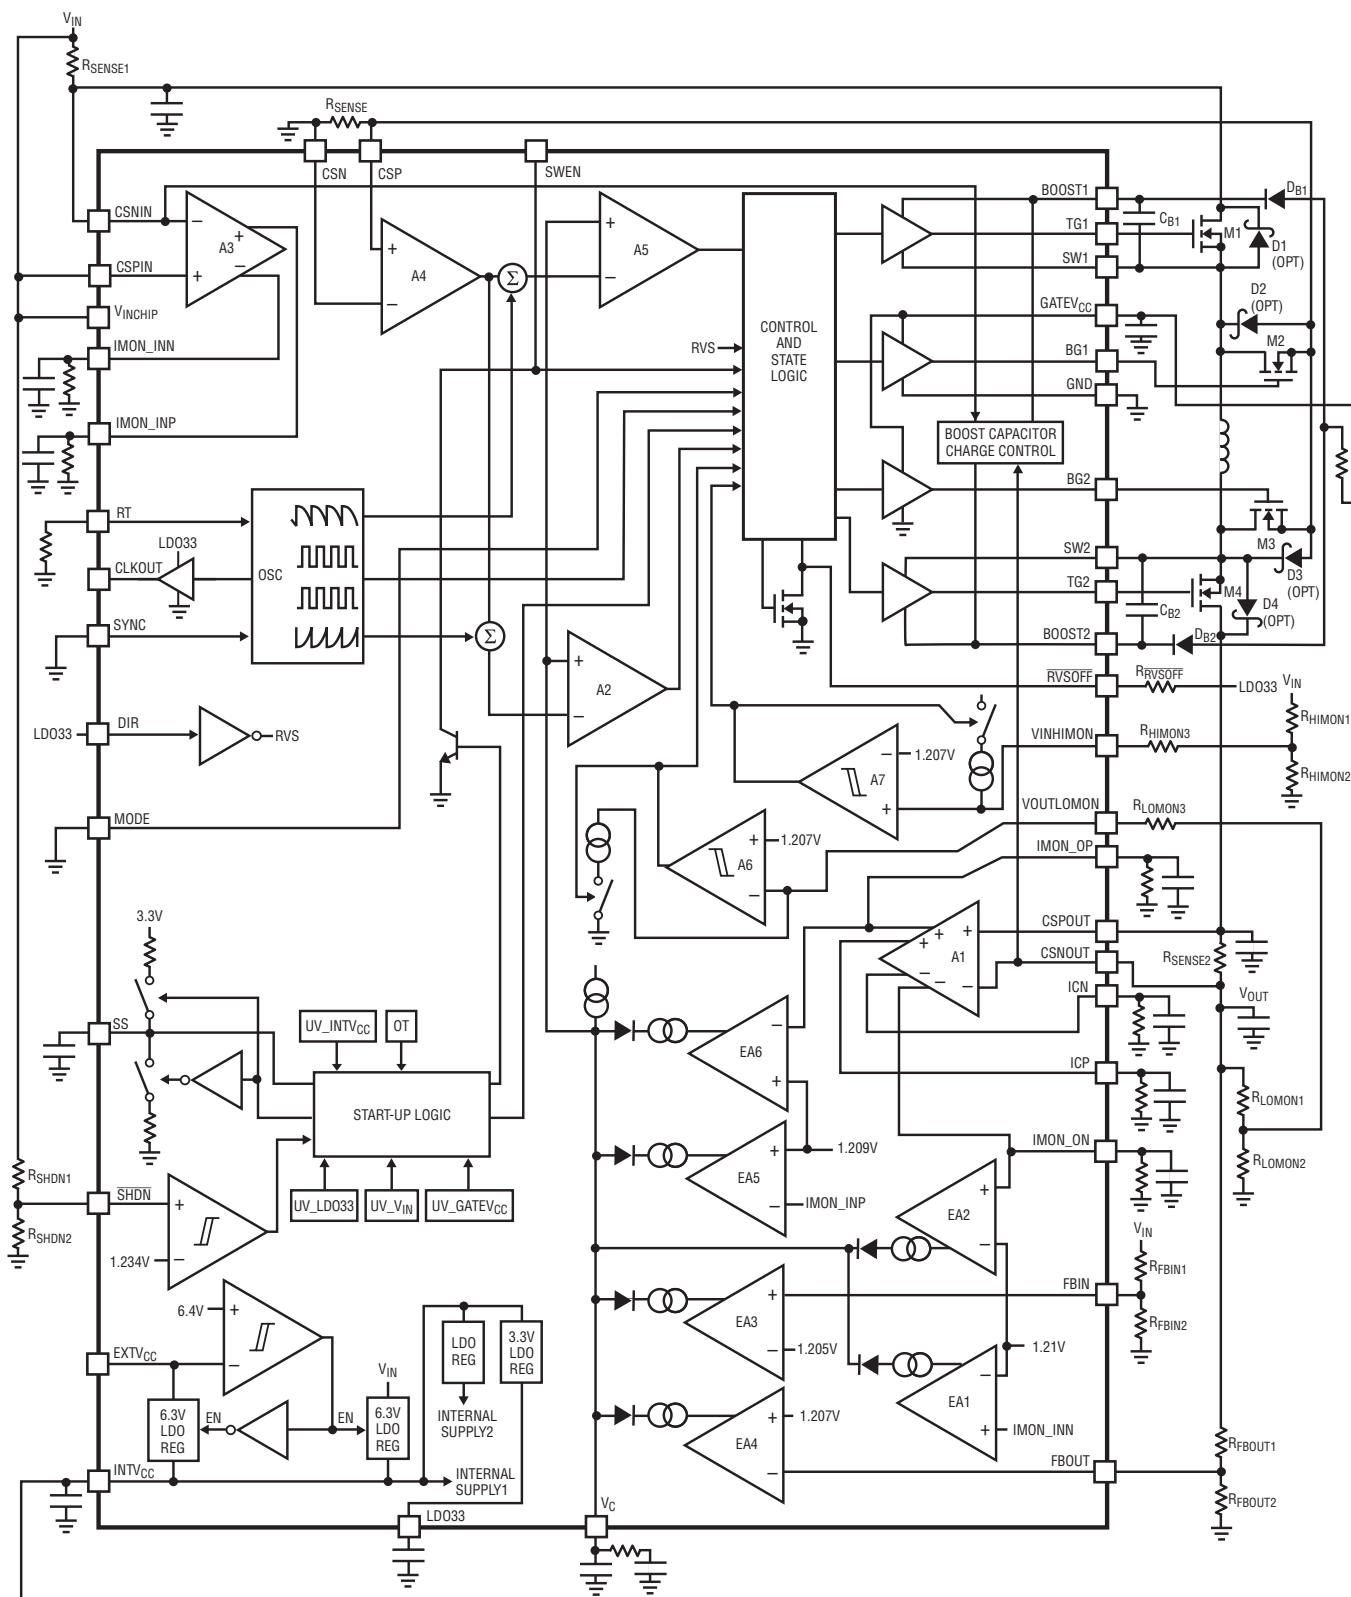 VIN
RSENSE1
RSENSE
CSN
CSP
SWEN
CSNIN
CSPIN
VINCHIP
IMON_INN
IMON_INP
− + + −
A3
+ −
A4
Σ
+ −
A5
RVS
CONTROL
AND
STATE
LOGIC
BOOST1
TG1
SW1
GATEVCC
BG1
GND
BOOST CAPACITOR
CHARGE CONTROL
BG2
SW2
TG2
BOOST2
RVSOFF
DB1
CB1
M1
D1
(OPT)
D2
(OPT)
M2
M3
D3
(OPT)
M4
D4
(OPT)
CB2
DB2
RRVSOFF
LDO33
VIN
RHIMON1
RHIMON3
RHIMON2
RT
CLKOUT
LDO33
OSC
SYNC
Σ
+ −
A2
LDO33
DIR
RVS
MODE
VINHIMON
− 1.207V
A7
+
VOUTLOMON
RLOMON3
+ 1.207V
A6
−
IMON_OP
CSPOUT
CSNOUT
+ + +
A1
− − −
RSENSE2
ICN
VOUT
ICP
RLOMON1
IMON_ON
RLOMON2
3.3V
SS
UV_INTVCC
OT
START-UP LOGIC
UV_LDO33
UV_VIN
UV_GATEVCC
−
EA6
+
+ 1.209V
EA5
− IMON_INP
+
EA2
−
RSHDN1
SHDN
RSHDN2
+
1.234V −
VIN
RFBIN1
FBIN
RFBIN2
+
EA3
− 1.205V
1.21V
−
EA1
+ IMON_INN
+ 1.207V
EA4
−
FBOUT
RFBOUT1
RFBOUT2
6.4V +
EXTVCC
−
6.3V
LDO
REG
EN
EN
VIN
6.3V
LDO
REG
LDO
REG
3.3V
LDO
REG
INTERNAL
SUPPLY2
INTVCC
INTERNAL
SUPPLY1
LDO33
VC